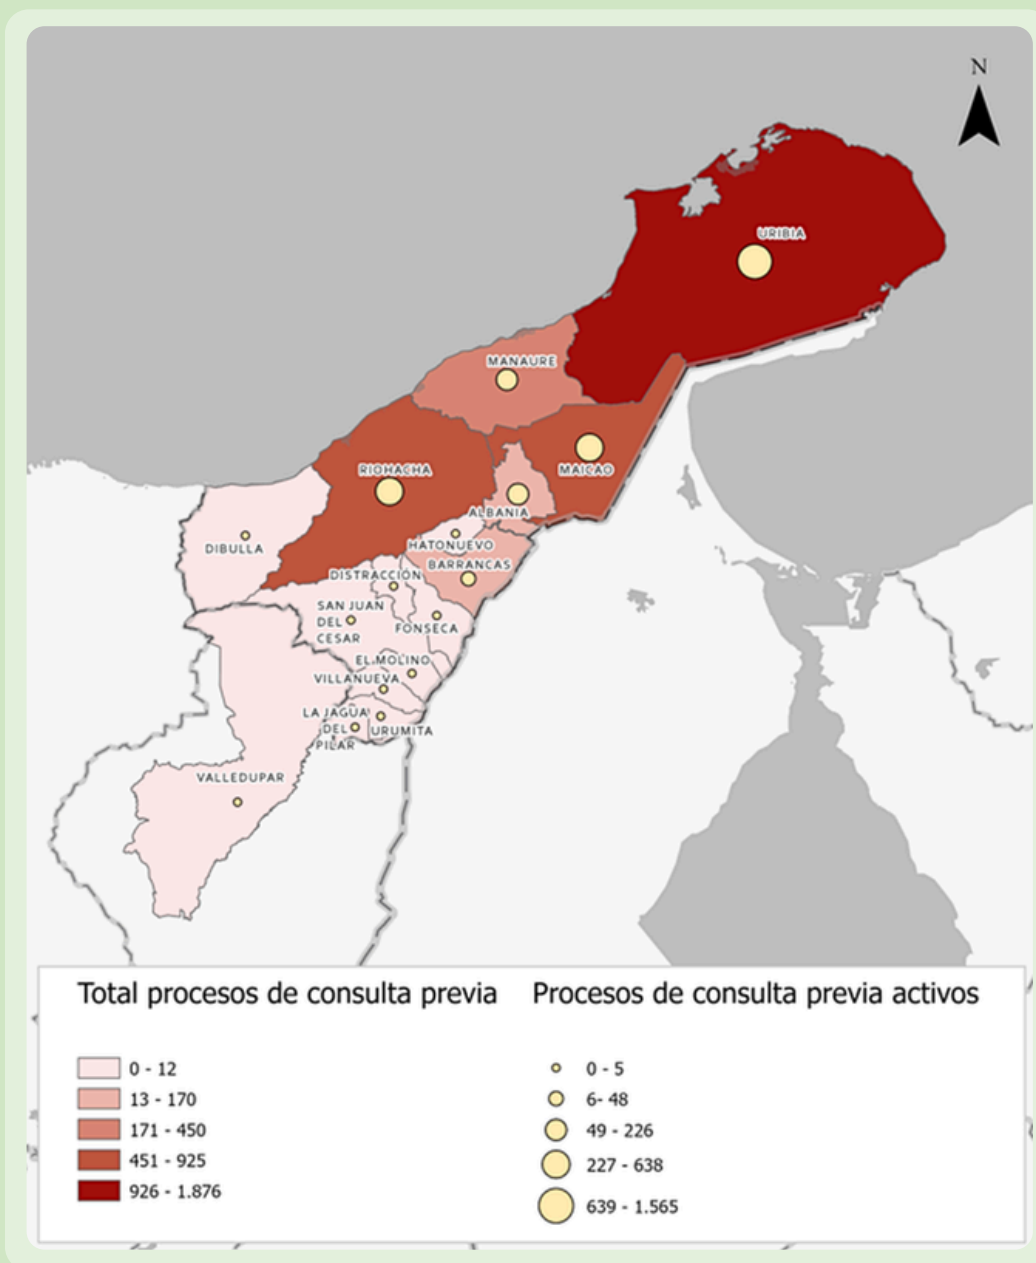 N
URIBIA
MANAURE
MAICAO
RIOHACHA
ALBANIA
HATONUEVO
DIBULLA
BARRANCAS
DISTRACCIÓN
SAN JUAN
DEL
CESAR
FONSECA
EL MOLINO
VILLANUEVA
LA JAGUA
DEL
PILAR
URUMITA
VALLEDUPAR
Total procesos de consulta previa
0 - 12
13 - 170
171 - 450
451 - 925
926 - 1.876
Procesos de consulta previa activos
0 - 5
6- 48
49 - 226
227 - 638
639 - 1.565